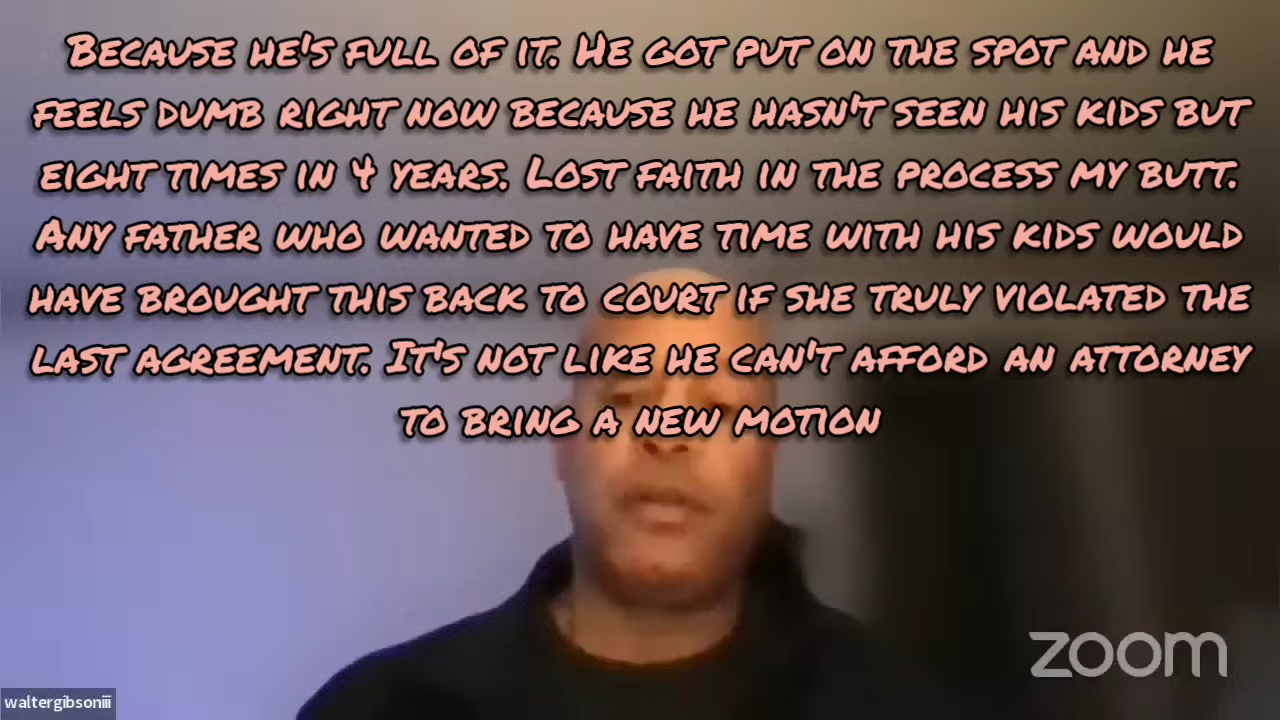 Because he's full of it. He got put on the spot and he
feels dumb right now because he hasn't seen his kids but
eight times in 4 years. Lost faith in the process my butt.
Any father who wanted to have time with his kids would
have brought this back to court if she truly violated the
last agreement. It's not like he can't afford an attorney
to bring a new motion
zoom
waltergibsoniii